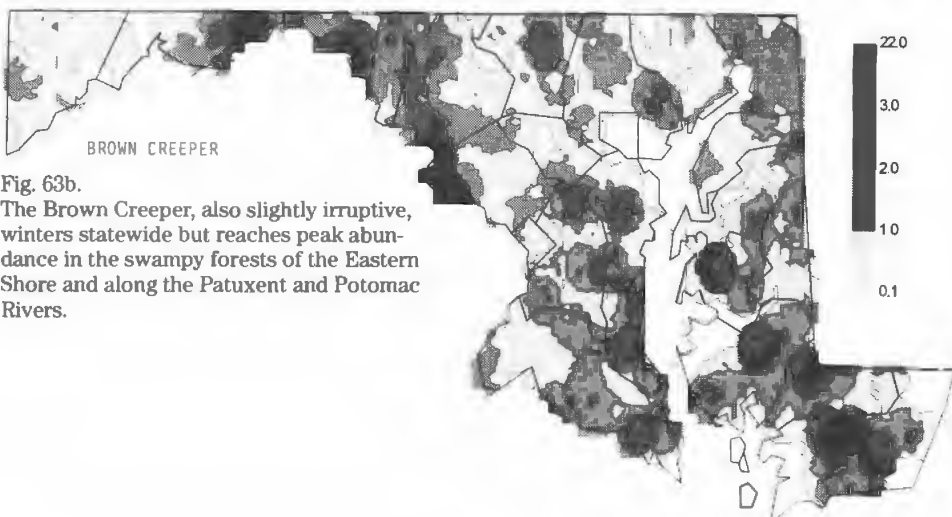 BROWN CREEPER
Fig. 63b.
The Brown Creeper, also slightly irruptive,
winters statewide but reaches peak abun-
dance in the swampy forests of the Eastern
Shore and along the Patuxent and Potomac
Rivers.
22.0
3.0
2.0
1.0
0.1